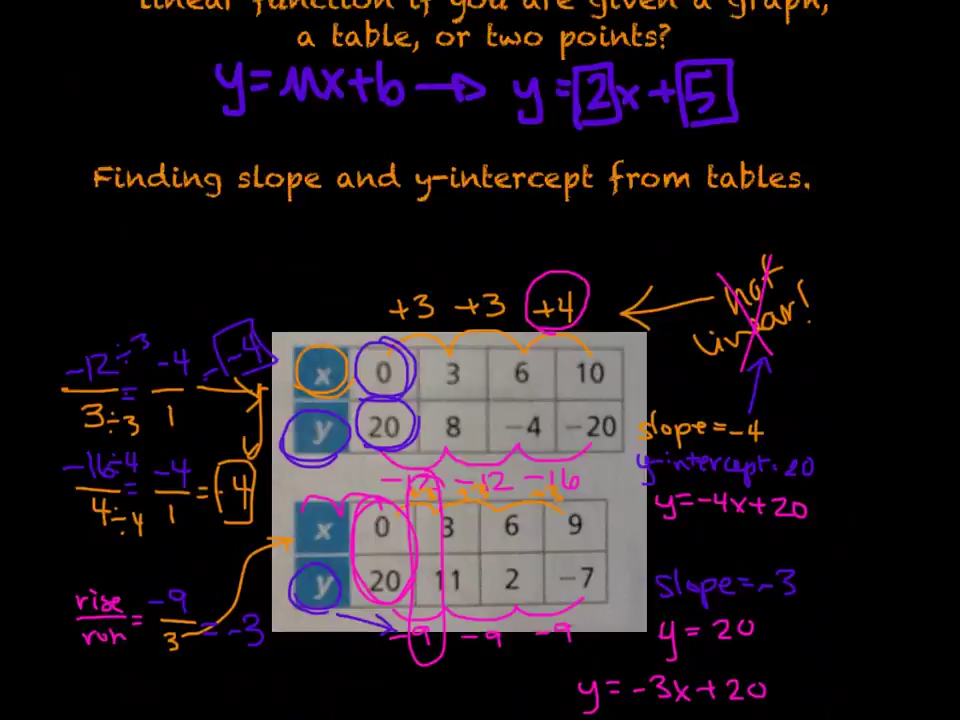 linear function if you are given a graph,
a table, or two points?
y=mx+b → y=2x+5
Finding slope and y-intercept from tables.
+3 +3 +4
not
linear!
-12÷3 = -4 = -4
3÷3 1
x 0 3 6 10
y 20 8 -4 -20
-12 -12 -16
-16÷4 = -4 = -4
4÷4 1
slope=-4
y-intercept=20
y=-4x+20
+3 +3 +3
x 0 3 6 9
y 20 11 2 -7
-9 -9 -9
rise = -9 = -3
run 3
slope=-3
y=20
y=-3x+20